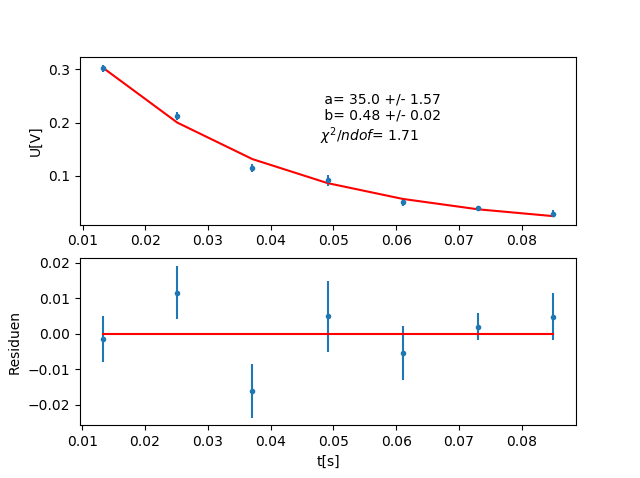 0.3
0.2
0.1
U[V]
a= 35.0 +/- 1.57
b= 0.48 +/- 0.02
χ²/ndof= 1.71
0.01 0.02 0.03 0.04 0.05 0.06 0.07 0.08
0.02
0.01
0.00
−0.01
−0.02
Residuen
0.01 0.02 0.03 0.04 0.05 0.06 0.07 0.08
t[s]